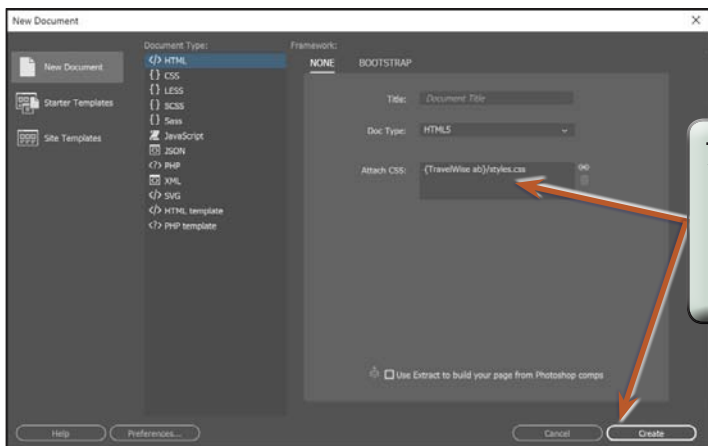 New Document
New Document
Starter Templates
Site Templates
Document Type:
</> HTML
{} CSS
{} LESS
{} SCSS
{} Sass
JavaScript
JSON
<?> PHP
XML
</> SVG
</> HTML template
<?> PHP template
Framework:
NONE BOOTSTRAP
Title: Document Title
Doc Type: HTML5
Attach CSS: {TravelWise ab}/styles.css
Use Extract to build your page from Photoshop comps
Help Preferences... Cancel Create